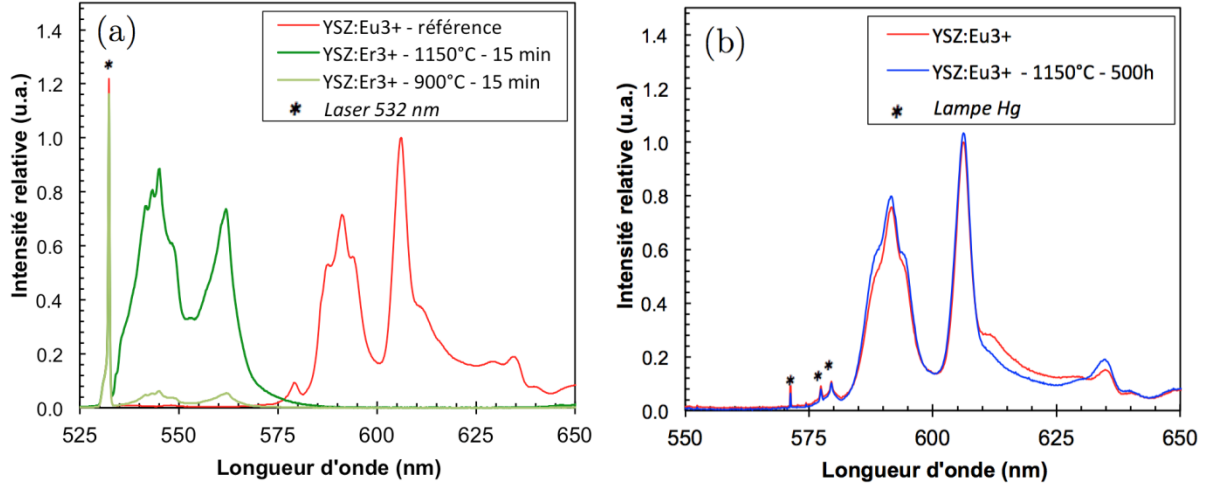 (a)
YSZ:Eu3+ - référence
YSZ:Er3+ - 1150°C - 15 min
YSZ:Er3+ - 900°C - 15 min
* Laser 532 nm
*
Intensité relative (u.a.)
1.4
1.2
1.0
0.8
0.6
0.4
0.2
0.0
525 550 575 600 625 650
Longueur d'onde (nm)
(b)
YSZ:Eu3+
YSZ:Eu3+ - 1150°C - 500h
* Lampe Hg
* * *
Intensité relative (u.a.)
1.4
1.2
1.0
0.8
0.6
0.4
0.2
0.0
550 575 600 625 650
Longueur d'onde (nm)